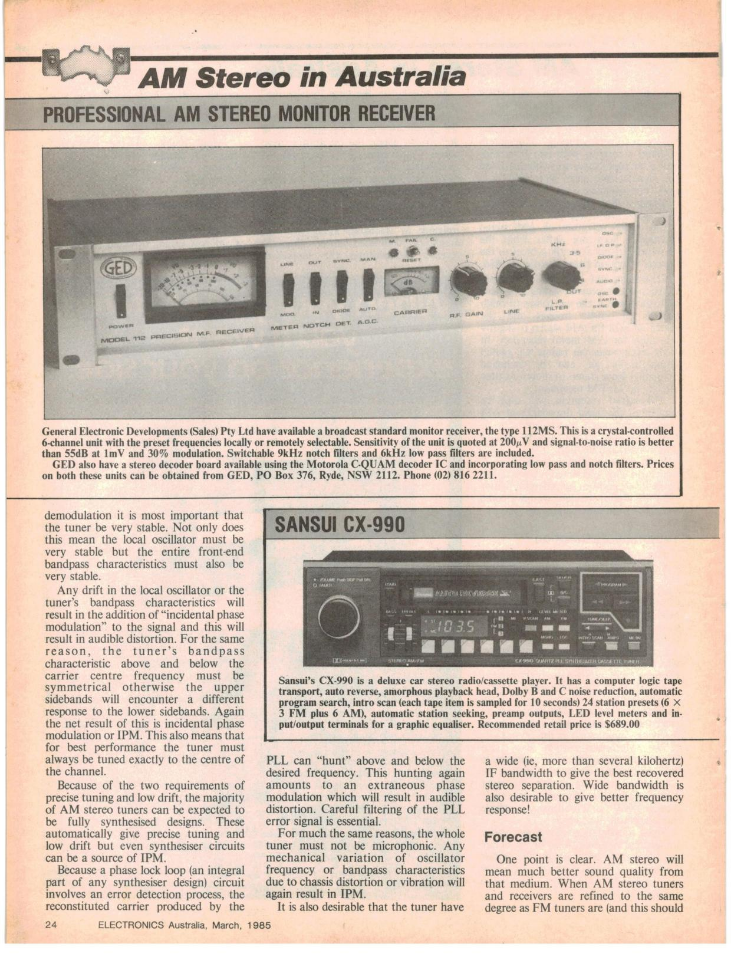 AM Stereo in Australia
PROFESSIONAL AM STEREO MONITOR RECEIVER
GED
POWER
LINE OUT SYNC. MAN.
MOD. IN DIODE AUTO.
METER NOTCH DET. A.G.C.
MODEL 112 PRECISION M.F. RECEIVER
M. FAIL C.
RESET
dB
CARRIER
R.F. GAIN
LINE
KHz
OUT
L.P. FILTER
General Electronic Developments (Sales) Pty Ltd have available a broadcast standard monitor receiver, the type 112MS. This is a crystal-controlled
6-channel unit with the preset frequencies locally or remotely selectable. Sensitivity of the unit is quoted at 200μV and signal-to-noise ratio is better
than 55dB at 1mV and 30% modulation. Switchable 9kHz notch filters and 6kHz low pass filters are included.
GED also have a stereo decoder board available using the Motorola C-QUAM decoder IC and incorporating low pass and notch filters. Prices
on both these units can be obtained from GED, PO Box 376, Ryde, NSW 2112. Phone (02) 816 2211.
demodulation it is most important that
the tuner be very stable. Not only does
this mean the local oscillator must be
very stable but the entire front-end
bandpass characteristics must also be
very stable.
Any drift in the local oscillator or the
tuner's bandpass characteristics will
result in the addition of "incidental phase
modulation" to the signal and this will
result in audible distortion. For the same
reason, the tuner's bandpass
characteristic above and below the
carrier centre frequency must be
symmetrical otherwise the upper
sidebands will encounter a different
response to the lower sidebands. Again
the net result of this is incidental phase
modulation or IPM. This also means that
for best performance the tuner must
always be tuned exactly to the centre of
the channel.
Because of the two requirements of
precise tuning and low drift, the majority
of AM stereo tuners can be expected to
be fully synthesised designs. These
automatically give precise tuning and
low drift but even synthesiser circuits
can be a source of IPM.
Because a phase lock loop (an integral
part of any synthesiser design) circuit
involves an error detection process, the
reconstituted carrier produced by the
SANSUI CX-990
103.5
Sansui's CX-990 is a deluxe car stereo radio/cassette player. It has a computer logic tape
transport, auto reverse, amorphous playback head, Dolby B and C noise reduction, automatic
program search, intro scan (each tape item is sampled for 10 seconds) 24 station presets (6 ×
3 FM plus 6 AM), automatic station seeking, preamp outputs, LED level meters and in-
put/output terminals for a graphic equaliser. Recommended retail price is $689.00
PLL can "hunt" above and below the
desired frequency. This hunting again
amounts to an extraneous phase
modulation which will result in audible
distortion. Careful filtering of the PLL
error signal is essential.
For much the same reasons, the whole
tuner must not be microphonic. Any
mechanical variation of oscillator
frequency or bandpass characteristics
due to chassis distortion or vibration will
again result in IPM.
It is also desirable that the tuner have
a wide (ie, more than several kilohertz)
IF bandwidth to give the best recovered
stereo separation. Wide bandwidth is
also desirable to give better frequency
response!
Forecast
One point is clear. AM stereo will
mean much better sound quality from
that medium. When AM stereo tuners
and receivers are refined to the same
degree as FM tuners are (and this should
24 ELECTRONICS Australia, March, 1985